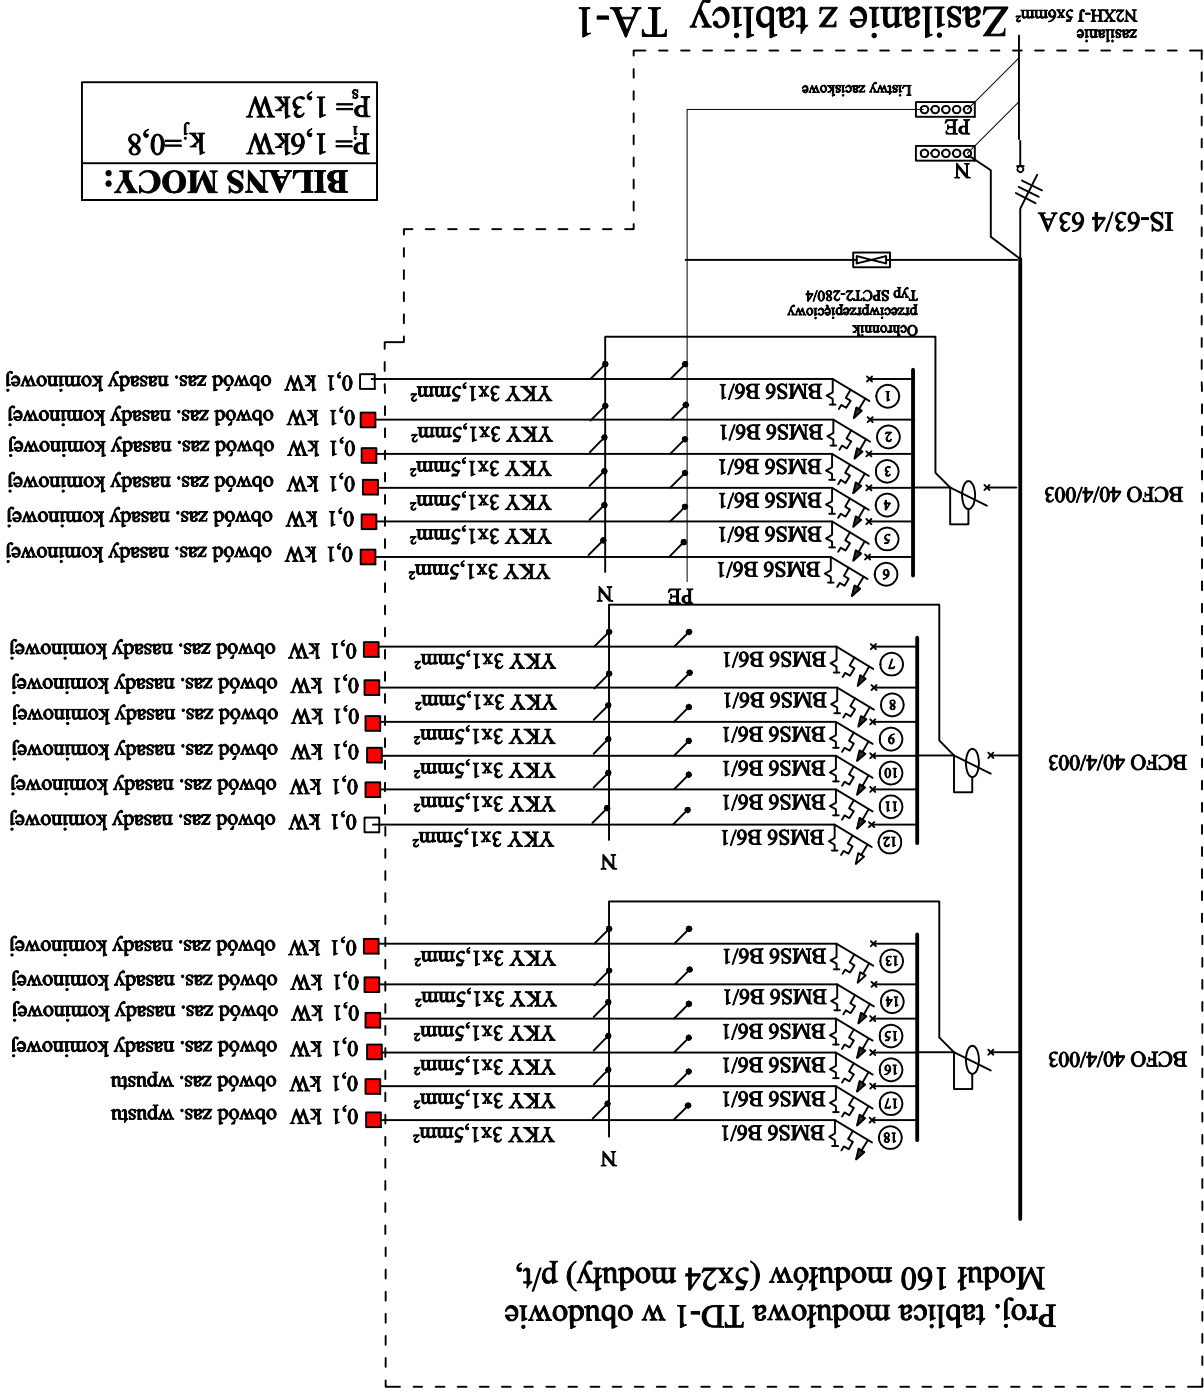 Proj. tablica modułowa TD-1 w obudowie
Moduł 160 modułów (5x24 moduły) p/t,
N
18 BMS6 B6/1 YKY 3x1,5mm² 0,1 kW obwód zas. wpustu
17 BMS6 B6/1 YKY 3x1,5mm² 0,1 kW obwód zas. wpustu
16 BMS6 B6/1 YKY 3x1,5mm² 0,1 kW obwód zas. nasady kominowej
BCFO 40/4/003
15 BMS6 B6/1 YKY 3x1,5mm² 0,1 kW obwód zas. nasady kominowej
14 BMS6 B6/1 YKY 3x1,5mm² 0,1 kW obwód zas. nasady kominowej
13 BMS6 B6/1 YKY 3x1,5mm² 0,1 kW obwód zas. nasady kominowej
N
12 BMS6 B6/1 YKY 3x1,5mm² 0,1 kW obwód zas. nasady kominowej
11 BMS6 B6/1 YKY 3x1,5mm² 0,1 kW obwód zas. nasady kominowej
10 BMS6 B6/1 YKY 3x1,5mm² 0,1 kW obwód zas. nasady kominowej
BCFO 40/4/003
9 BMS6 B6/1 YKY 3x1,5mm² 0,1 kW obwód zas. nasady kominowej
8 BMS6 B6/1 YKY 3x1,5mm² 0,1 kW obwód zas. nasady kominowej
7 BMS6 B6/1 YKY 3x1,5mm² 0,1 kW obwód zas. nasady kominowej
PE N
6 BMS6 B6/1 YKY 3x1,5mm² 0,1 kW obwód zas. nasady kominowej
5 BMS6 B6/1 YKY 3x1,5mm² 0,1 kW obwód zas. nasady kominowej
4 BMS6 B6/1 YKY 3x1,5mm² 0,1 kW obwód zas. nasady kominowej
BCFO 40/4/003
3 BMS6 B6/1 YKY 3x1,5mm² 0,1 kW obwód zas. nasady kominowej
2 BMS6 B6/1 YKY 3x1,5mm² 0,1 kW obwód zas. nasady kominowej
1 BMS6 B6/1 YKY 3x1,5mm² 0,1 kW obwód zas. nasady kominowej
Ochronnik
przeciwprzepięciowy
Typ SPCT2-280/4
IS-63/4 63A
N
PE
Listwy zaciskowe
BILANS MOCY:
Pi= 1,6kW kj=0,8
Ps= 1,3kW
zasilanie
N2XH-J 5x6mm²
Zasilanie z tablicy TA-1